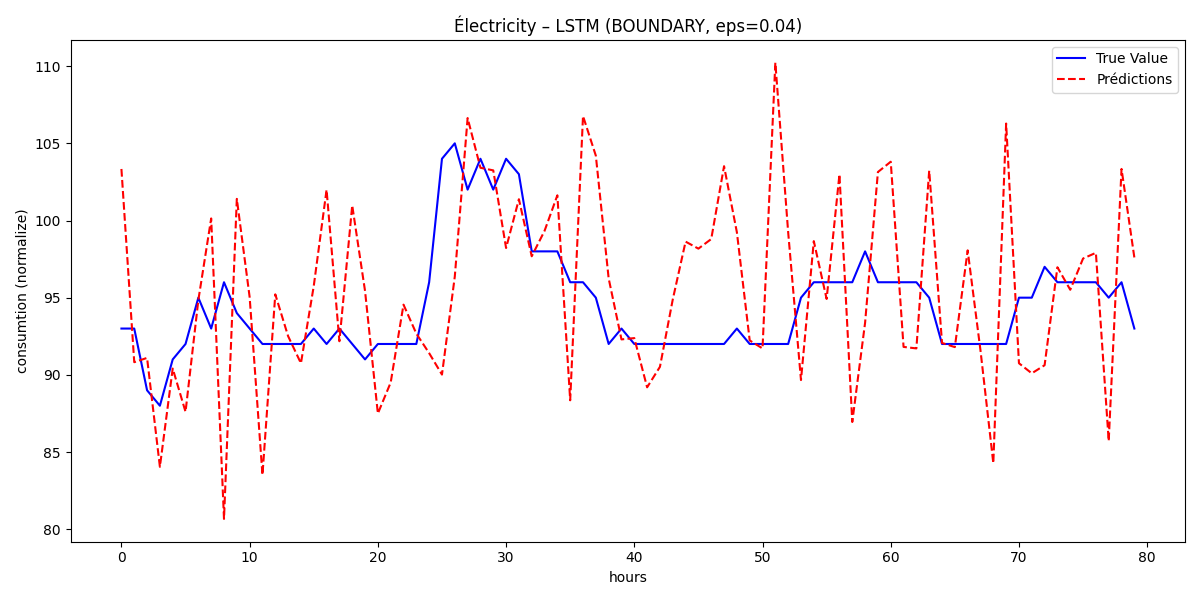 Électricity – LSTM (BOUNDARY, eps=0.04)
True Value
Prédictions
consumtion (normalize)
110
105
100
95
90
85
80
0 10 20 30 40 50 60 70 80
hours